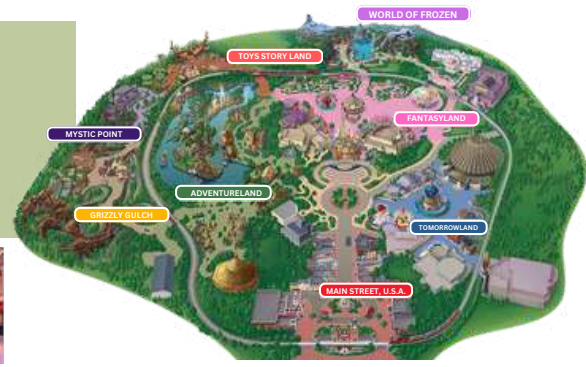 WORLD OF FROZEN
TOYS STORY LAND
FANTASYLAND
MYSTIC POINT
ADVENTURELAND
GRIZZLY GULCH
TOMORROWLAND
MAIN STREET, U.S.A.